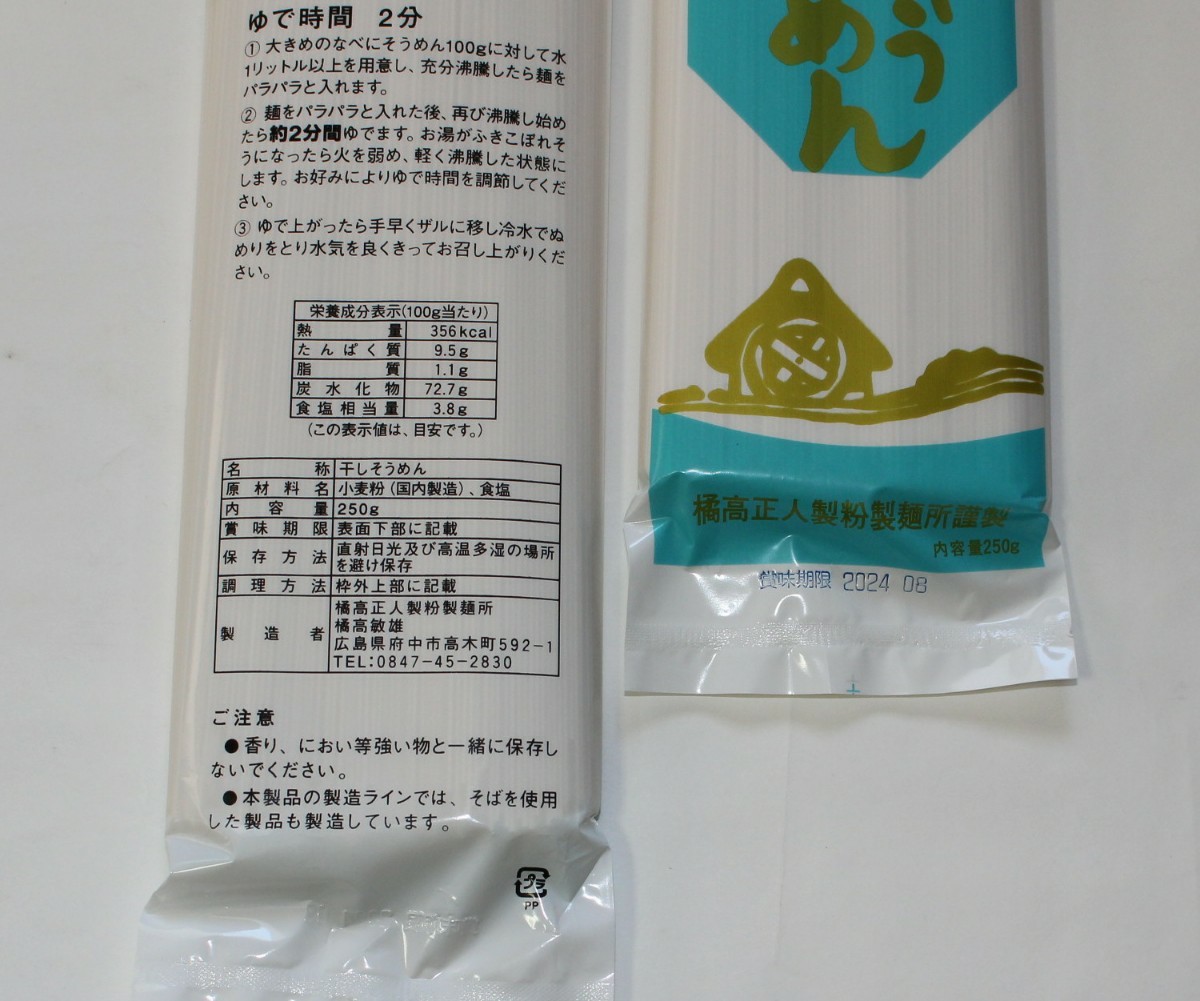 ゆで時間 2分
① 大きめのなべにそうめん100gに対して水
1リットル以上を用意し、充分沸騰したら麺を
バラバラと入れます。
② 麺をバラバラと入れた後、再び沸騰し始め
たら約2分間ゆでます。お湯がふきこぼれそ
うになったら火を弱め、軽く沸騰した状態に
します。お好みによりゆで時間を調節してくだ
さい。
③ ゆで上がったら手早くザルに移し冷水でぬ
めりをとり水気を良くきってお召し上がりくだ
さい。
栄養成分表示(100g当たり)
熱量 356kcal
たんぱく質 9.5g
脂質 1.1g
炭水化物 72.7g
食塩相当量 3.8g
(この表示値は、目安です。)
名称 干しそうめん
原材料名 小麦粉(国内製造)、食塩
内容量 250g
賞味期限 表面下部に記載
保存方法 直射日光及び高温多湿の場所
を避け保存
調理方法 枠外上部に記載
製造者 橘高正人製粉製麺所
橘高敏雄
広島県府中市高木町592-1
TEL:0847-45-2830
ご注意
●香り、におい等強い物と一緒に保存し
ないでください。
●本製品の製造ラインでは、そばを使用
した製品も製造しています。
プラ
PP
うめん
橘高正人製粉製麺所謹製
内容量250g
賞味期限 2024 08